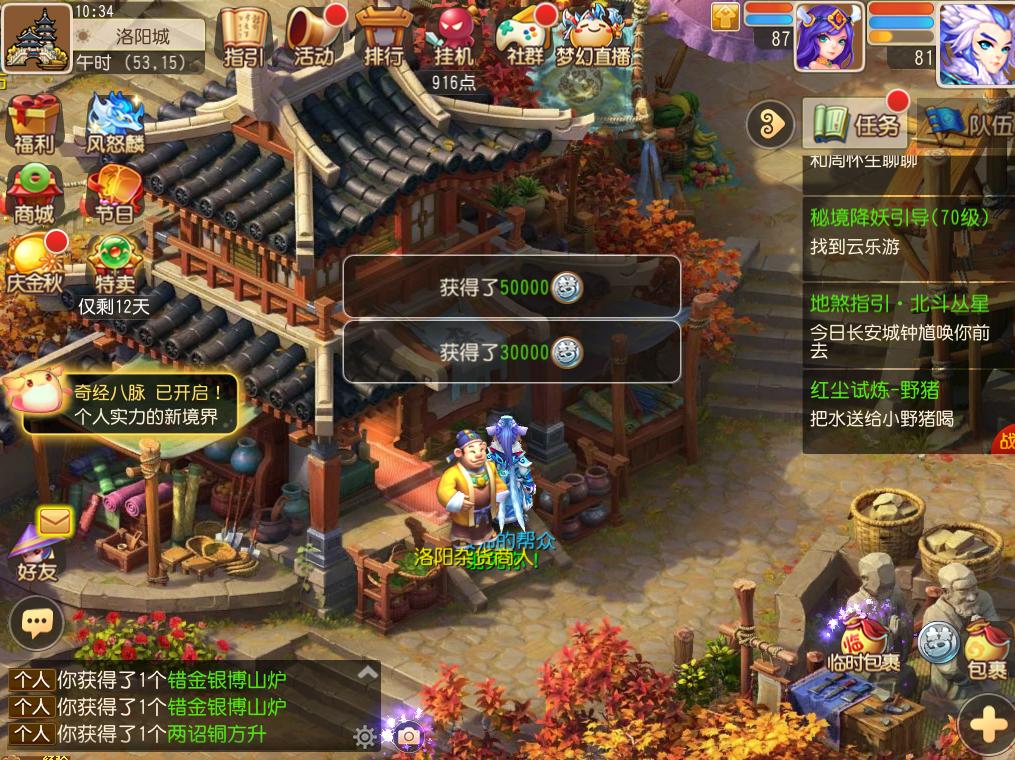 10:34
洛阳城
午时 (53,15)
指引
活动
排行
挂机
社群
梦幻直播
916点
87
81
福利
风怒麟
商城
节日
庆金秋
特卖
仅剩12天
任务
队伍
和周怀生聊聊
秘境降妖引导(70级)
找到云乐游
地煞指引·北斗丛星
今日长安城钟馗唤你前
去
红尘试炼-野猪
把水送给小野猪喝
战
获得了50000
获得了30000
奇经八脉 已开启！
个人实力的新境界
好友
的帮众
洛阳杂货商人
临
临时包裹
包裹
个人 你获得了1个错金银博山炉
个人 你获得了1个错金银博山炉
个人 你获得了1个两诏铜方升